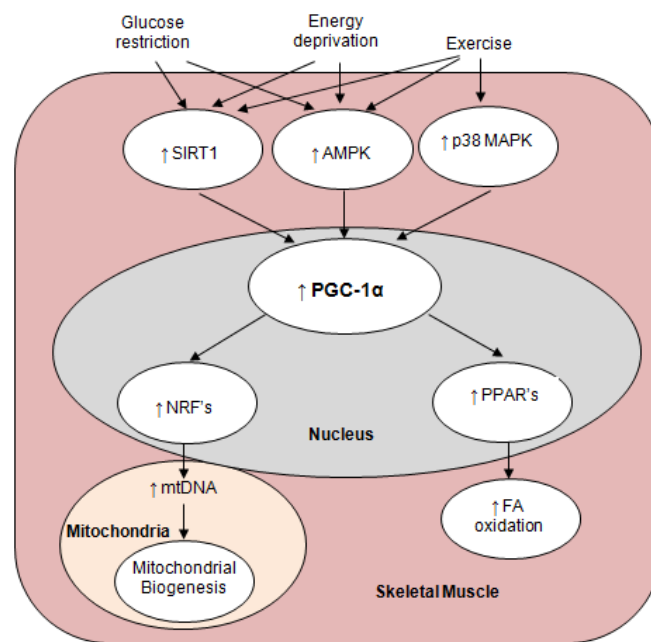 Glucose
restriction
Energy
deprivation
Exercise
↑SIRT1
↑AMPK
↑p38 MAPK
↑PGC-1α
↑NRF's
↑PPAR's
Nucleus
↑mtDNA
Mitochondria
Mitochondrial
Biogenesis
↑FA
oxidation
Skeletal Muscle